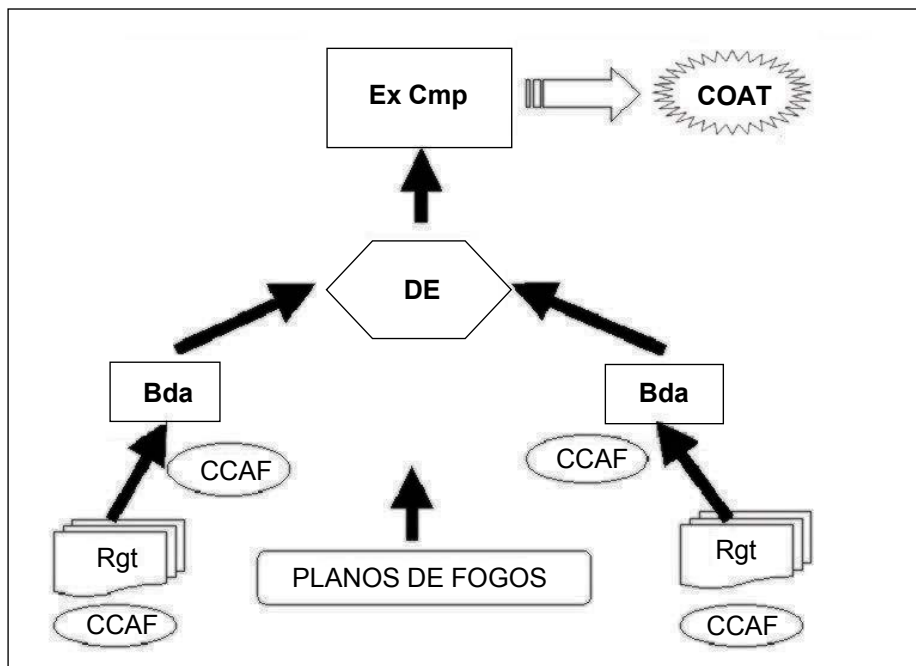 Ex Cmp
COAT
DE
Bda
Bda
CCAF
CCAF
Rgt
Rgt
PLANOS DE FOGOS
CCAF
CCAF